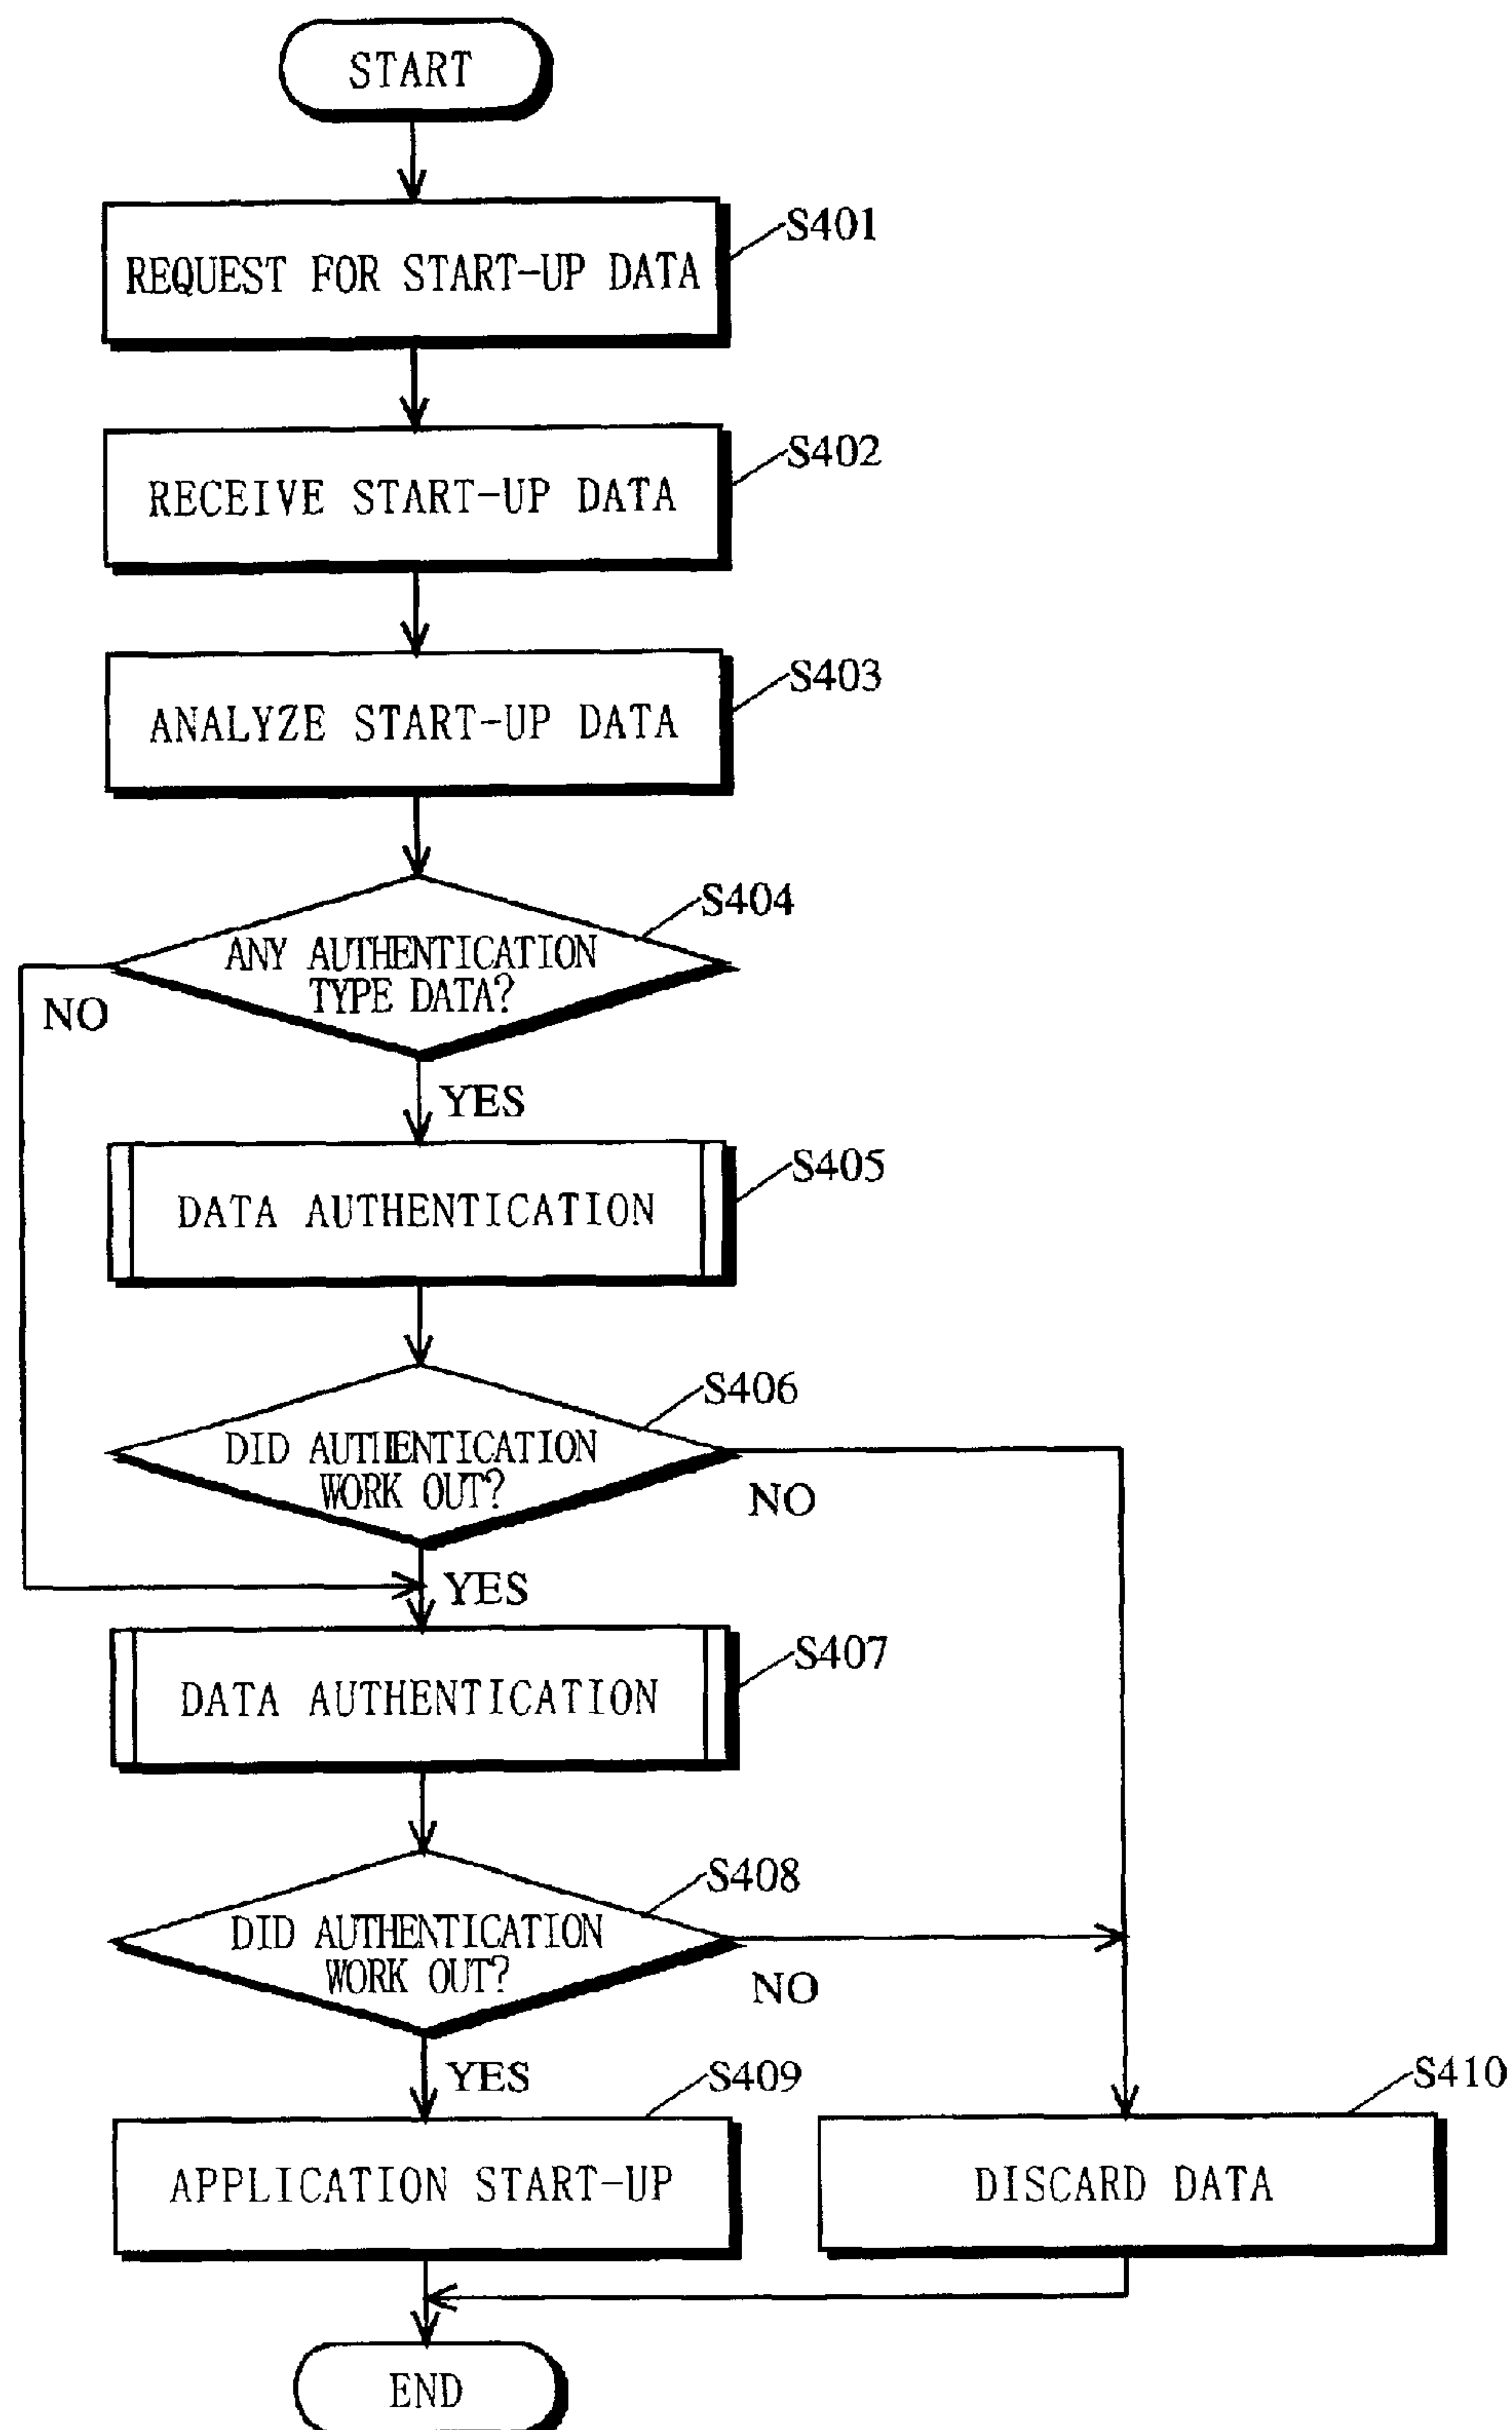 START
REQUEST FOR START-UP DATA
S401
RECEIVE START-UP DATA
S402
ANALYZE START-UP DATA
S403
ANY AUTHENTICATION
TYPE DATA?
S404
NO
YES
DATA AUTHENTICATION
S405
DID AUTHENTICATION
WORK OUT?
S406
NO
YES
DATA AUTHENTICATION
S407
DID AUTHENTICATION
WORK OUT?
S408
NO
YES
APPLICATION START-UP
S409
DISCARD DATA
S410
END